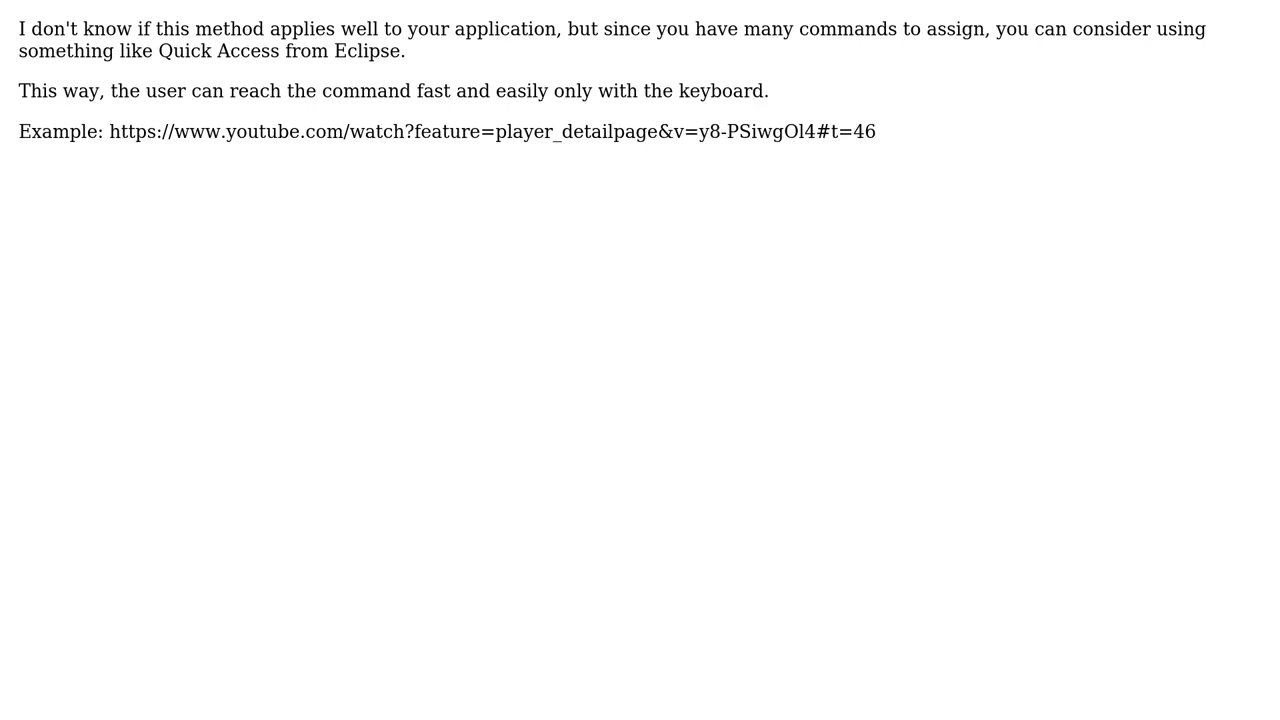 I don't know if this method applies well to your application, but since you have many commands to assign, you can consider using
something like Quick Access from Eclipse.
This way, the user can reach the command fast and easily only with the keyboard.
Example: https://www.youtube.com/watch?feature=player_detailpage&v=y8-PSiwgOl4#t=46